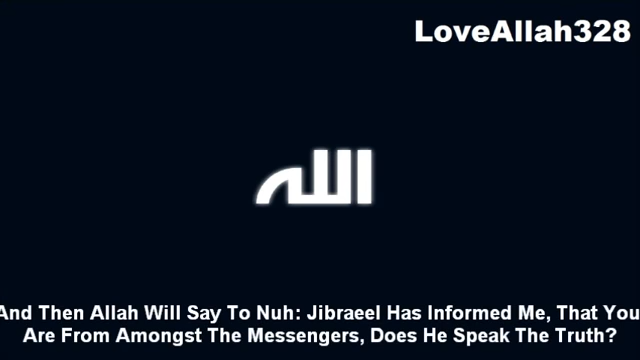 LoveAllah328
الله
And Then Allah Will Say To Nuh: Jibraeel Has Informed Me, That You
Are From Amongst The Messengers, Does He Speak The Truth?